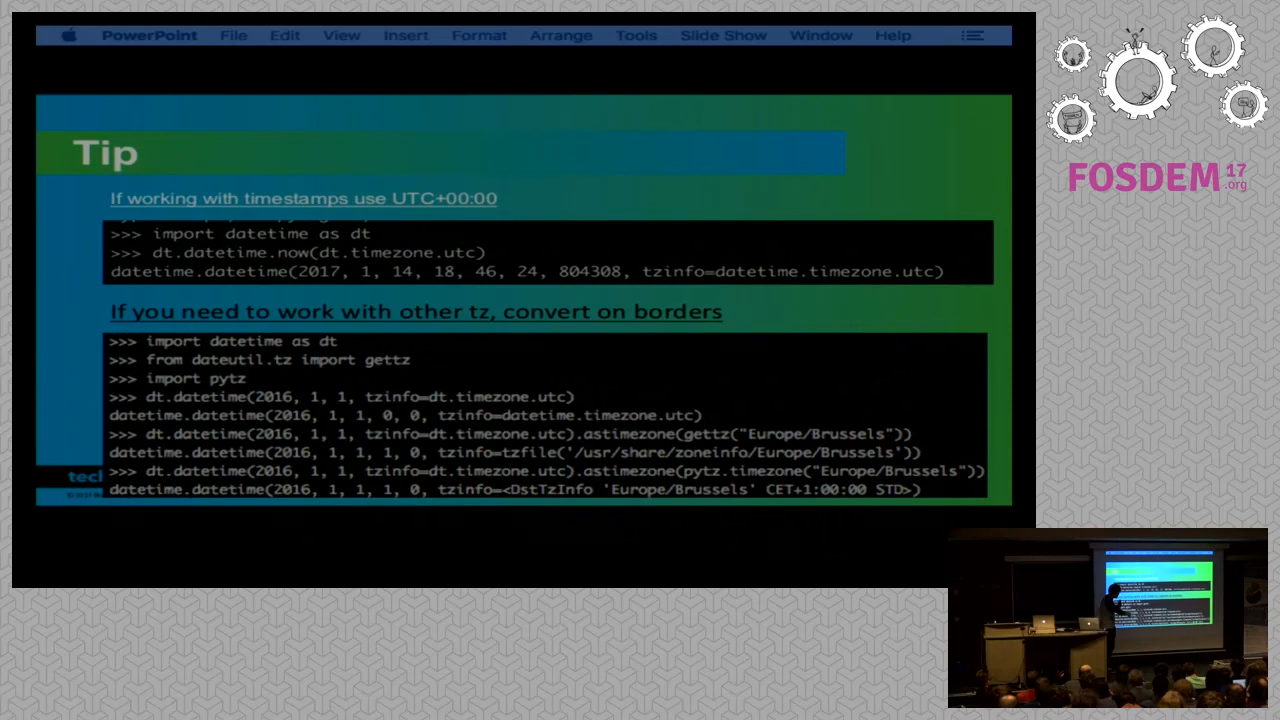 PowerPoint File Edit View Insert Format Arrange Tools Slide Show Window Help
Tip
If working with timestamps use UTC+00:00
>>> import datetime as dt
>>> dt.datetime.now(dt.timezone.utc)
datetime.datetime(2017, 1, 14, 18, 46, 24, 804308, tzinfo=datetime.timezone.utc)
If you need to work with other tz, convert on borders
>>> import datetime as dt
>>> from dateutil.tz import gettz
>>> import pytz
>>> dt.datetime(2016, 1, 1, tzinfo=dt.timezone.utc)
datetime.datetime(2016, 1, 1, 0, 0, tzinfo=datetime.timezone.utc)
>>> dt.datetime(2016, 1, 1, tzinfo=dt.timezone.utc).astimezone(gettz("Europe/Brussels"))
datetime.datetime(2016, 1, 1, 1, 0, tzinfo=tzfile('/usr/share/zoneinfo/Europe/Brussels'))
>>> dt.datetime(2016, 1, 1, tzinfo=dt.timezone.utc).astimezone(pytz.timezone("Europe/Brussels"))
datetime.datetime(2016, 1, 1, 1, 0, tzinfo=<DstTzInfo 'Europe/Brussels' CET+1:00:00 STD>)
tecl
FOSDEM 17
.org